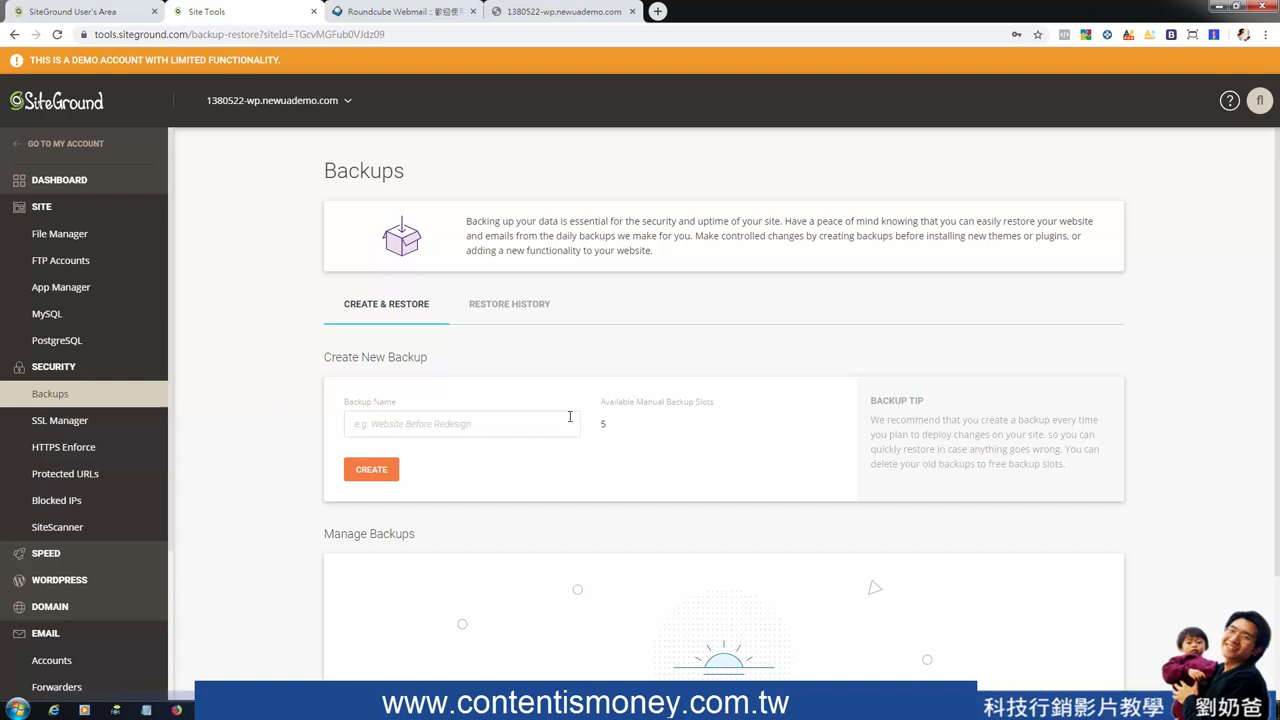 SiteGround User's Area
Site Tools
Roundcube Webmail :: 歡迎使用
1380522-wp.newuademo.com
tools.siteground.com/backup-restore?siteId=TGcvMGFub0VJdz09
THIS IS A DEMO ACCOUNT WITH LIMITED FUNCTIONALITY.
SiteGround
1380522-wp.newuademo.com
fl
GO TO MY ACCOUNT
DASHBOARD
SITE
File Manager
FTP Accounts
App Manager
MySQL
PostgreSQL
SECURITY
Backups
SSL Manager
HTTPS Enforce
Protected URLs
Blocked IPs
SiteScanner
SPEED
WORDPRESS
DOMAIN
EMAIL
Accounts
Forwarders
Backups
Backing up your data is essential for the security and uptime of your site. Have a peace of mind knowing that you can easily restore your website
and emails from the daily backups we make for you. Make controlled changes by creating backups before installing new themes or plugins, or
adding a new functionality to your website.
CREATE & RESTORE
RESTORE HISTORY
Create New Backup
Backup Name
e.g. Website Before Redesign
Available Manual Backup Slots
5
CREATE
BACKUP TIP
We recommend that you create a backup every time
you plan to deploy changes on your site, so you can
quickly restore in case anything goes wrong. You can
delete your old backups to free backup slots.
Manage Backups
www.contentismoney.com.tw
科技行銷影片教學 劉奶爸